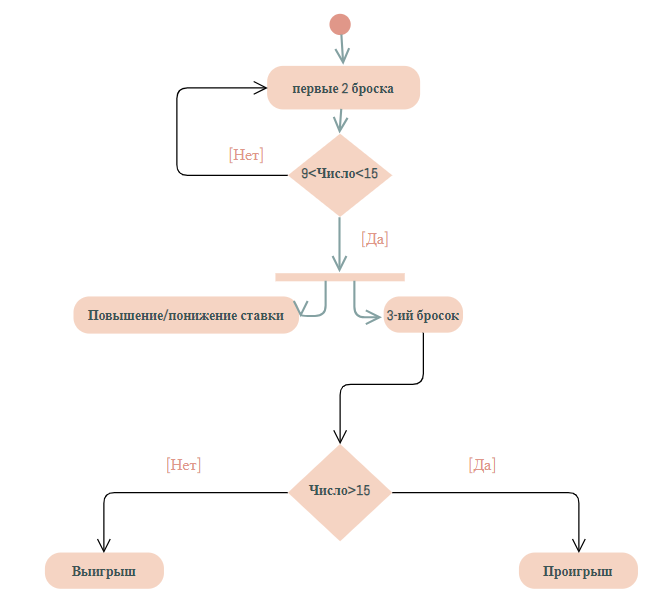 первые 2 броска
[Нет]
9<Число<15
[Да]
Повышение/понижение ставки
3-ий бросок
[Нет]
[Да]
Число>15
Выигрыш
Проигрыш